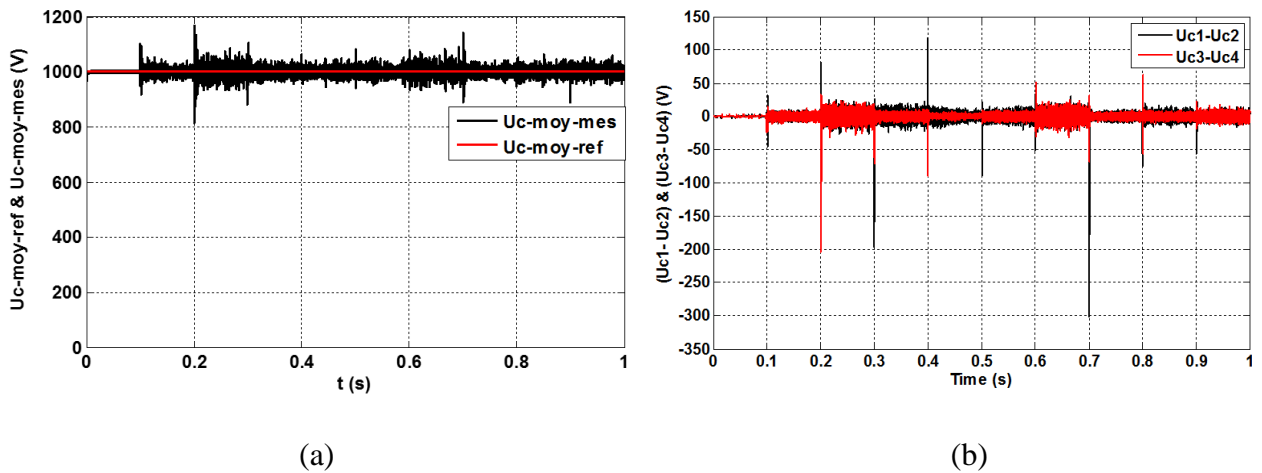 Uc-moy-ref & Uc-moy-mes (V)
1200
1000
800
600
400
200
0
Uc-moy-mes
Uc-moy-ref
0 0.2 0.4 0.6 0.8 1
t (s)
(a)
(Uc1- Uc2) & (Uc3- Uc4) (V)
150
100
50
0
-50
-100
-150
-200
-250
-300
-350
Uc1-Uc2
Uc3-Uc4
0 0.1 0.2 0.3 0.4 0.5 0.6 0.7 0.8 0.9 1
Time (s)
(b)